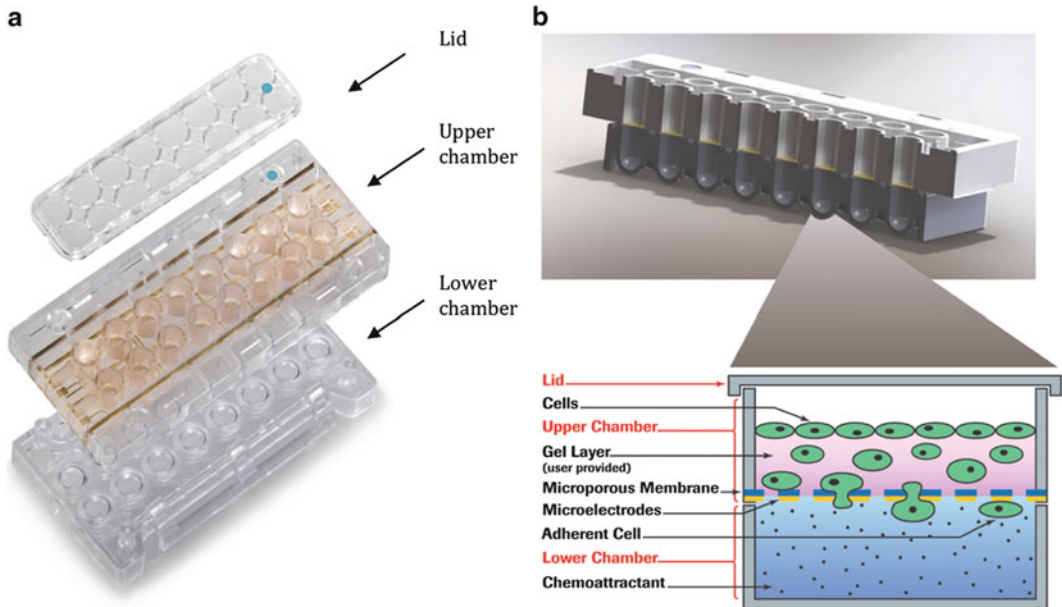 a
Lid
Upper
chamber
Lower
chamber
b
Lid
Cells
Upper Chamber
Gel Layer
(user provided)
Microporous Membrane
Microelectrodes
Adherent Cell
Lower Chamber
Chemoattractant